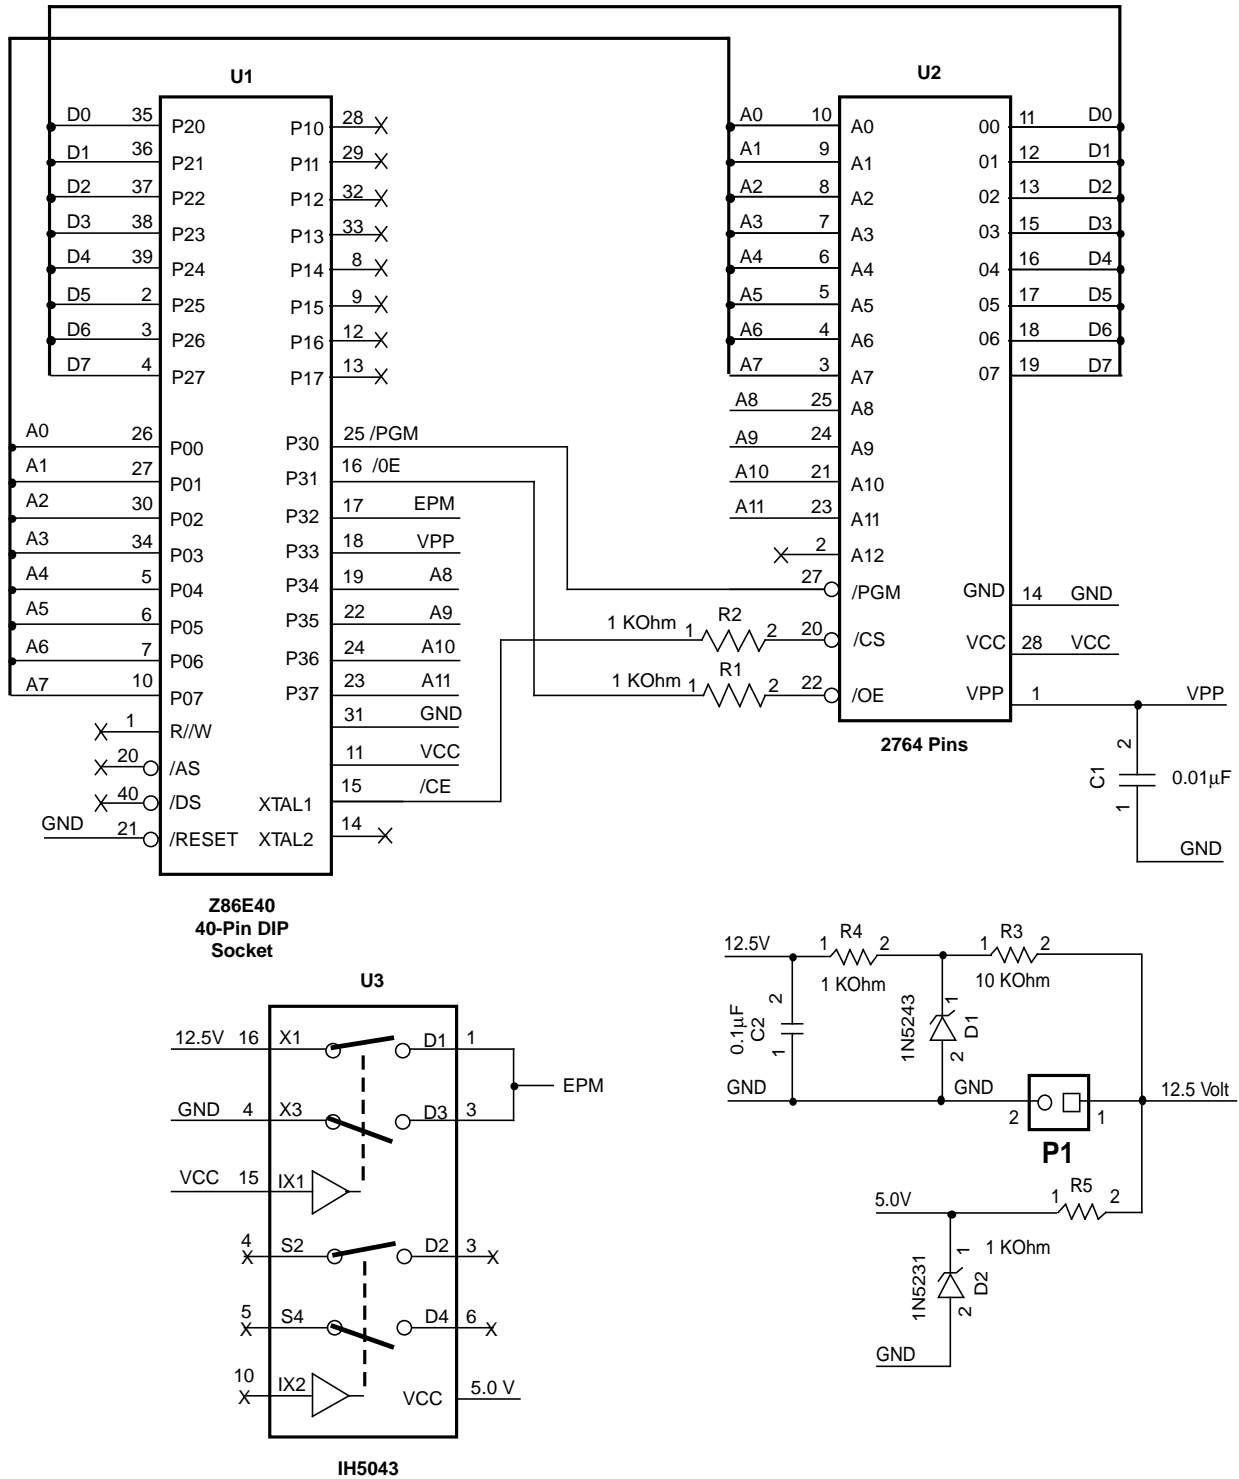 U1
D0 35 P20 P10 28
D1 36 P21 P11 29
D2 37 P22 P12 32
D3 38 P23 P13 33
D4 39 P24 P14 8
D5 2 P25 P15 9
D6 3 P26 P16 12
D7 4 P27 P17 13
A0 26 P00 P30 25 /PGM
A1 27 P01 P31 16 /0E
A2 30 P02 P32 17 EPM
A3 34 P03 P33 18 VPP
A4 5 P04 P34 19 A8
A5 6 P05 P35 22 A9
A6 7 P06 P36 24 A10
A7 10 P07 P37 23 A11
1 R//W 31 GND
20 /AS 11 VCC
40 /DS XTAL1 15 /CE
GND 21 /RESET XTAL2 14
Z86E40
40-Pin DIP
Socket
U2
A0 10 A0 00 11 D0
A1 9 A1 01 12 D1
A2 8 A2 02 13 D2
A3 7 A3 03 15 D3
A4 6 A4 04 16 D4
A5 5 A5 05 17 D5
A6 4 A6 06 18 D6
A7 3 A7 07 19 D7
A8 25 A8
A9 24 A9
A10 21 A10
A11 23 A11
2 A12
27 /PGM GND 14 GND
1 KOhm 1 R2 2 20 /CS VCC 28 VCC
1 KOhm 1 R1 2 22 /OE VPP 1 VPP
2764 Pins
2
C1 0.01µF
1
GND
U3
12.5V 16 X1 D1 1
EPM
GND 4 X3 D3 3
VCC 15 IX1
4 S2 D2 3
5 S4 D4 6
10 IX2 VCC 5.0 V
IH5043
12.5V 1 R4 2 1 R3 2
1 KOhm 10 KOhm
0.1µF C2 2 1
1N5243 D1 1 2
GND GND 2 1 12.5 Volt
P1
5.0V 1 R5 2
1 KOhm
1N5231 D2 1 2
GND